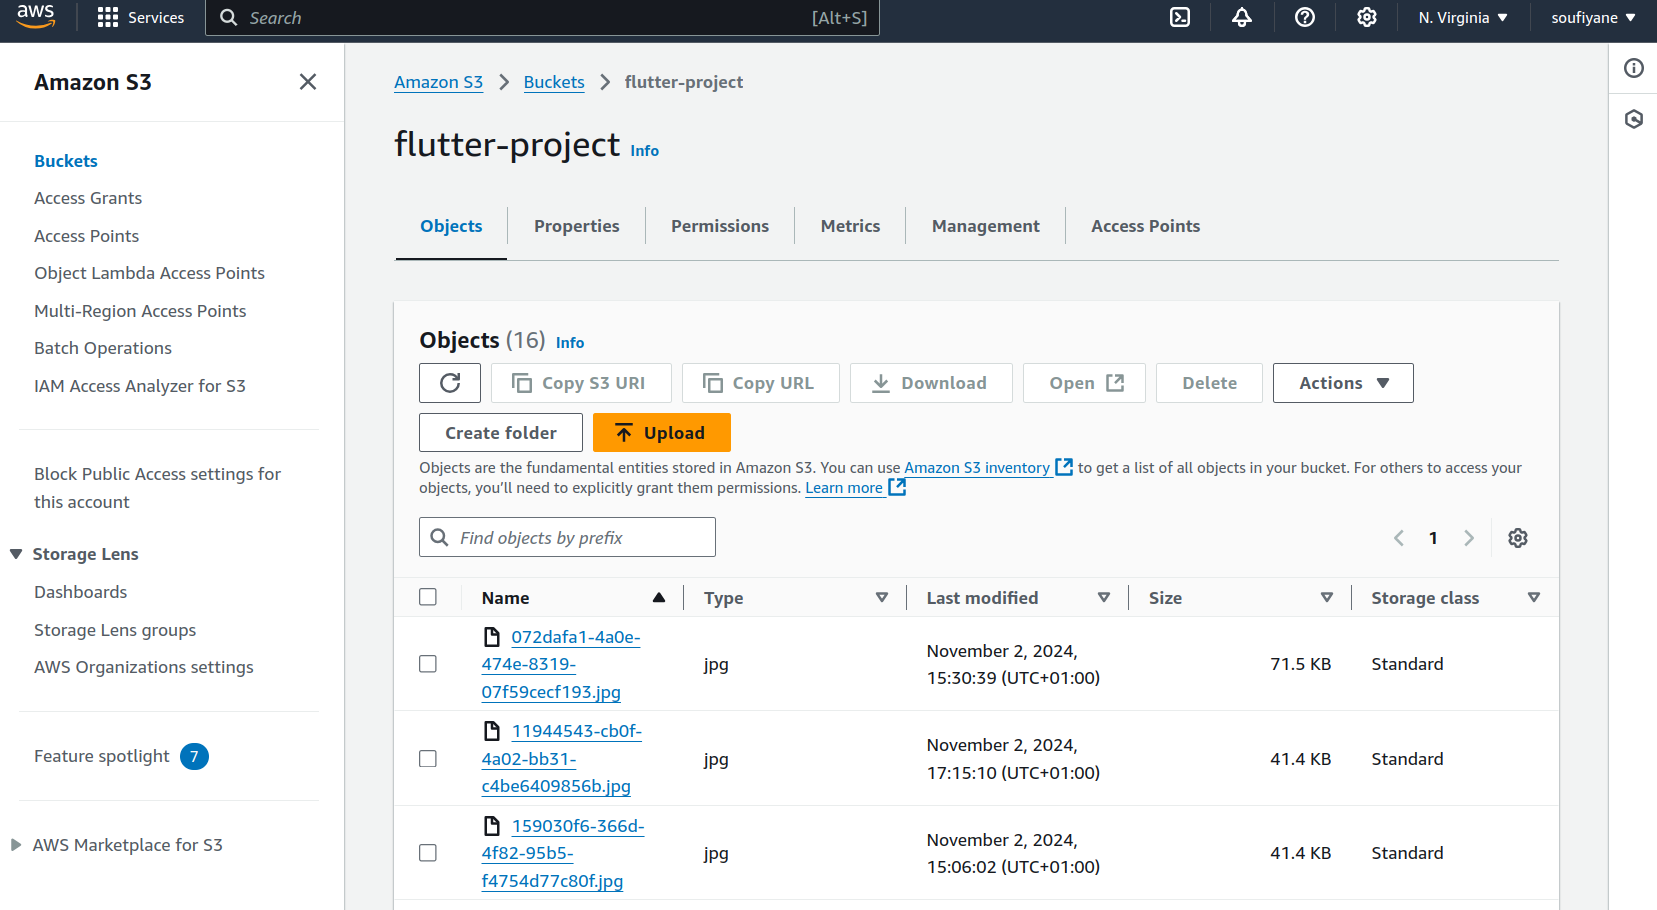 aws
Services
Search
[Alt+S]
N. Virginia
soufiyane
Amazon S3
Buckets
Access Grants
Access Points
Object Lambda Access Points
Multi-Region Access Points
Batch Operations
IAM Access Analyzer for S3
Block Public Access settings for
this account
Storage Lens
Dashboards
Storage Lens groups
AWS Organizations settings
Feature spotlight 7
AWS Marketplace for S3
Amazon S3 > Buckets > flutter-project
flutter-project Info
Objects
Properties
Permissions
Metrics
Management
Access Points
Objects (16) Info
Copy S3 URI
Copy URL
Download
Open
Delete
Actions
Create folder
Upload
Objects are the fundamental entities stored in Amazon S3. You can use Amazon S3 inventory to get a list of all objects in your bucket. For others to access your
objects, you'll need to explicitly grant them permissions. Learn more
Find objects by prefix
1
Name
Type
Last modified
Size
Storage class
072dafa1-4a0e-
474e-8319-
07f59cecf193.jpg
jpg
November 2, 2024,
15:30:39 (UTC+01:00)
71.5 KB
Standard
11944543-cb0f-
4a02-bb31-
c4be6409856b.jpg
jpg
November 2, 2024,
17:15:10 (UTC+01:00)
41.4 KB
Standard
159030f6-366d-
4f82-95b5-
f4754d77c80f.jpg
jpg
November 2, 2024,
15:06:02 (UTC+01:00)
41.4 KB
Standard